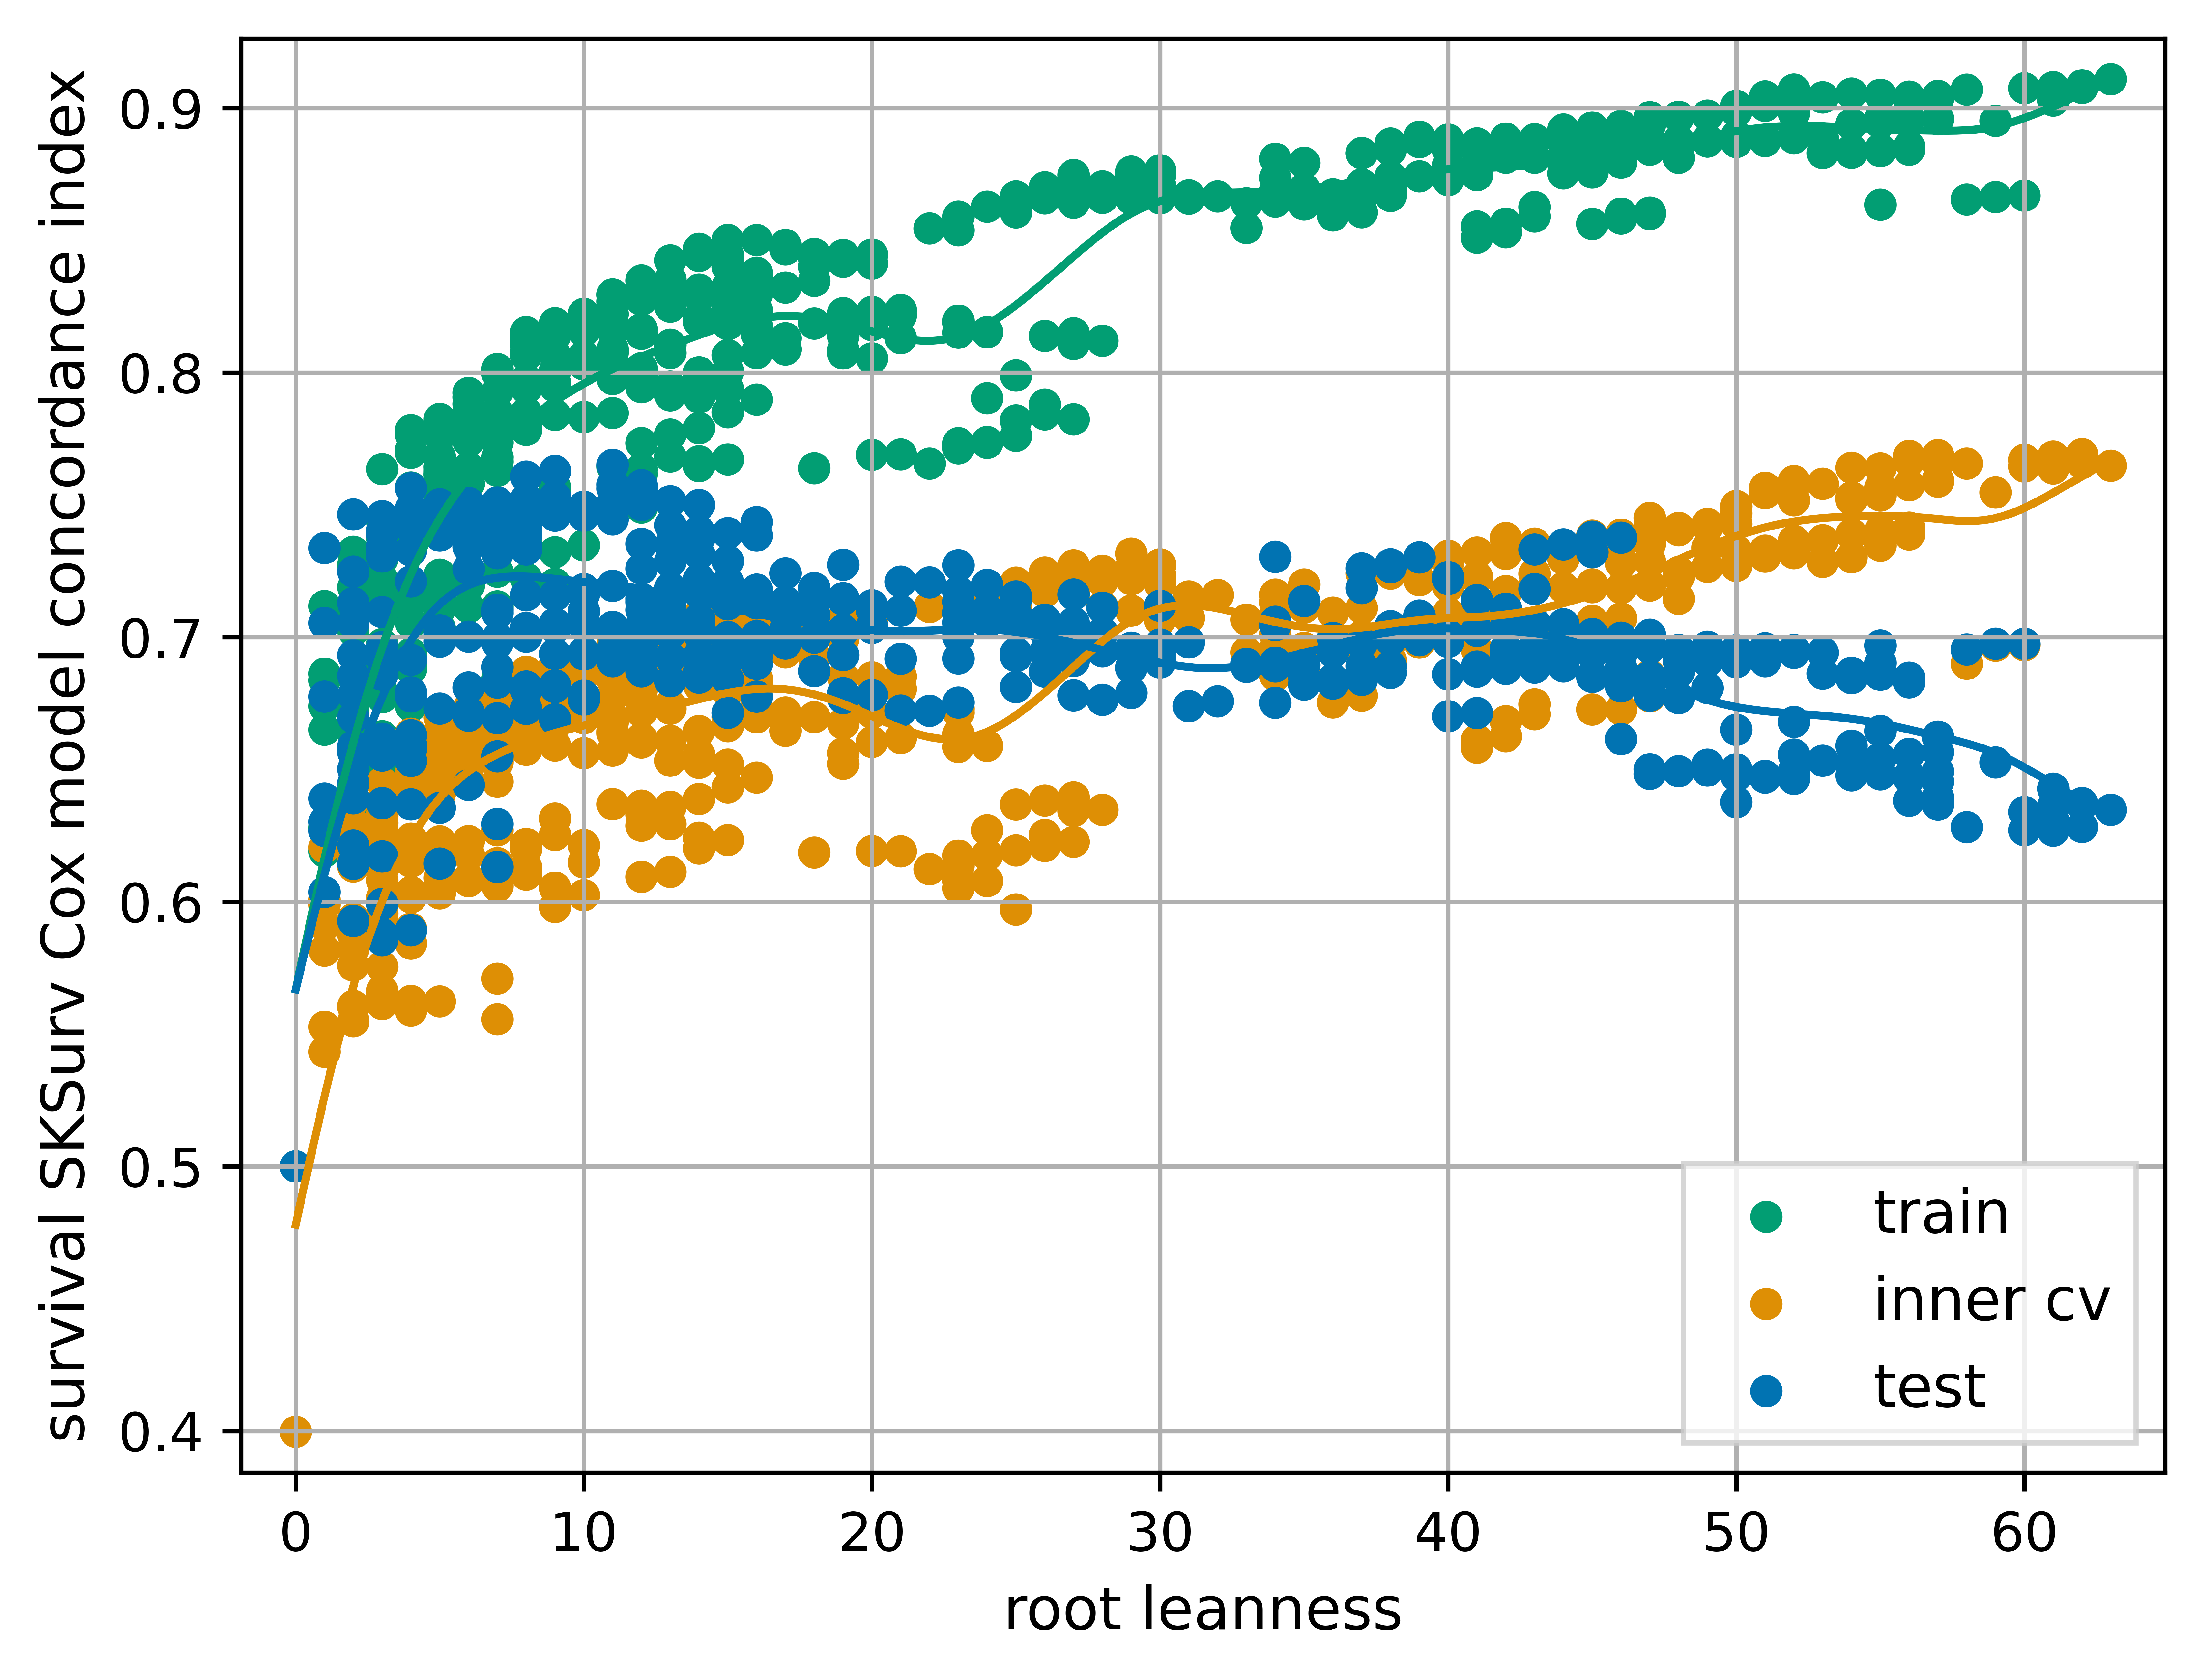 survival SKSurv Cox model concordance index
0.9
0.8
0.7
0.6
0.5
0.4
train
inner cv
test
0 10 20 30 40 50 60
root leanness